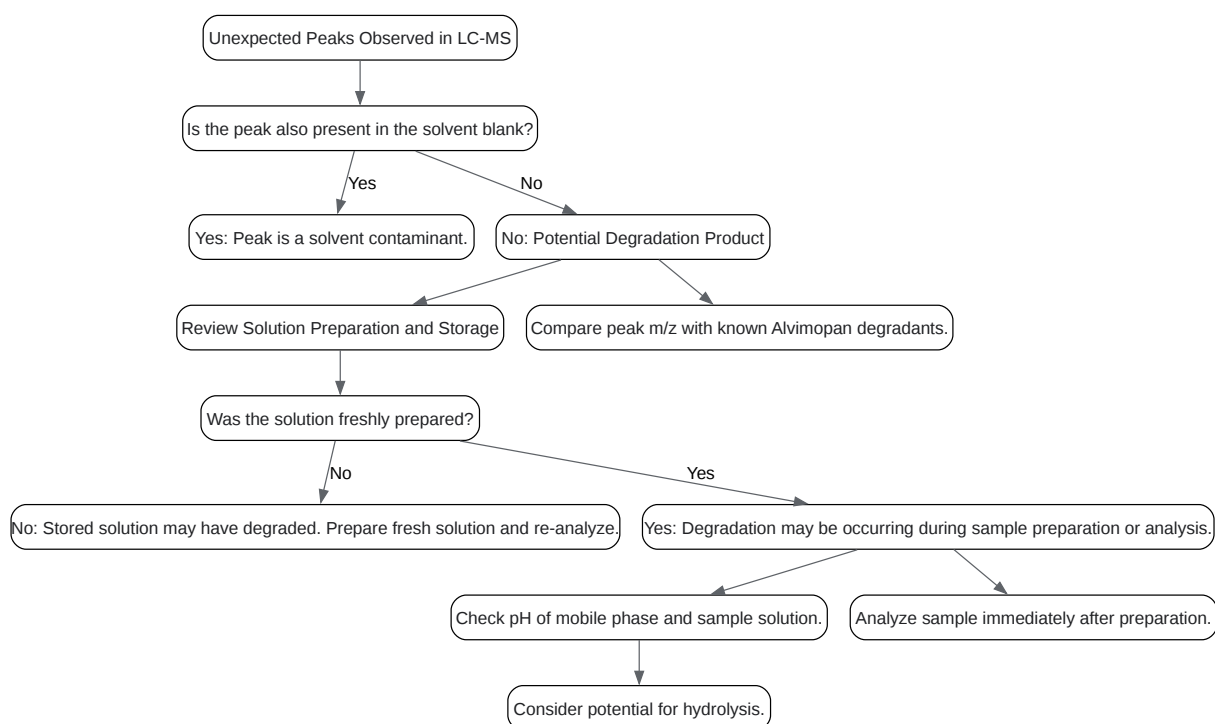 Unexpected Peaks Observed in LC-MS
Is the peak also present in the solvent blank?
Yes
No
Yes: Peak is a solvent contaminant.
No: Potential Degradation Product
Review Solution Preparation and Storage
Compare peak m/z with known Alvimopan degradants.
Was the solution freshly prepared?
No
Yes
No: Stored solution may have degraded. Prepare fresh solution and re-analyze.
Yes: Degradation may be occurring during sample preparation or analysis.
Check pH of mobile phase and sample solution.
Analyze sample immediately after preparation.
Consider potential for hydrolysis.